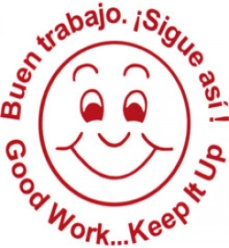 Buen trabajo. ¡Sigue así!
Good Work...Keep It Up